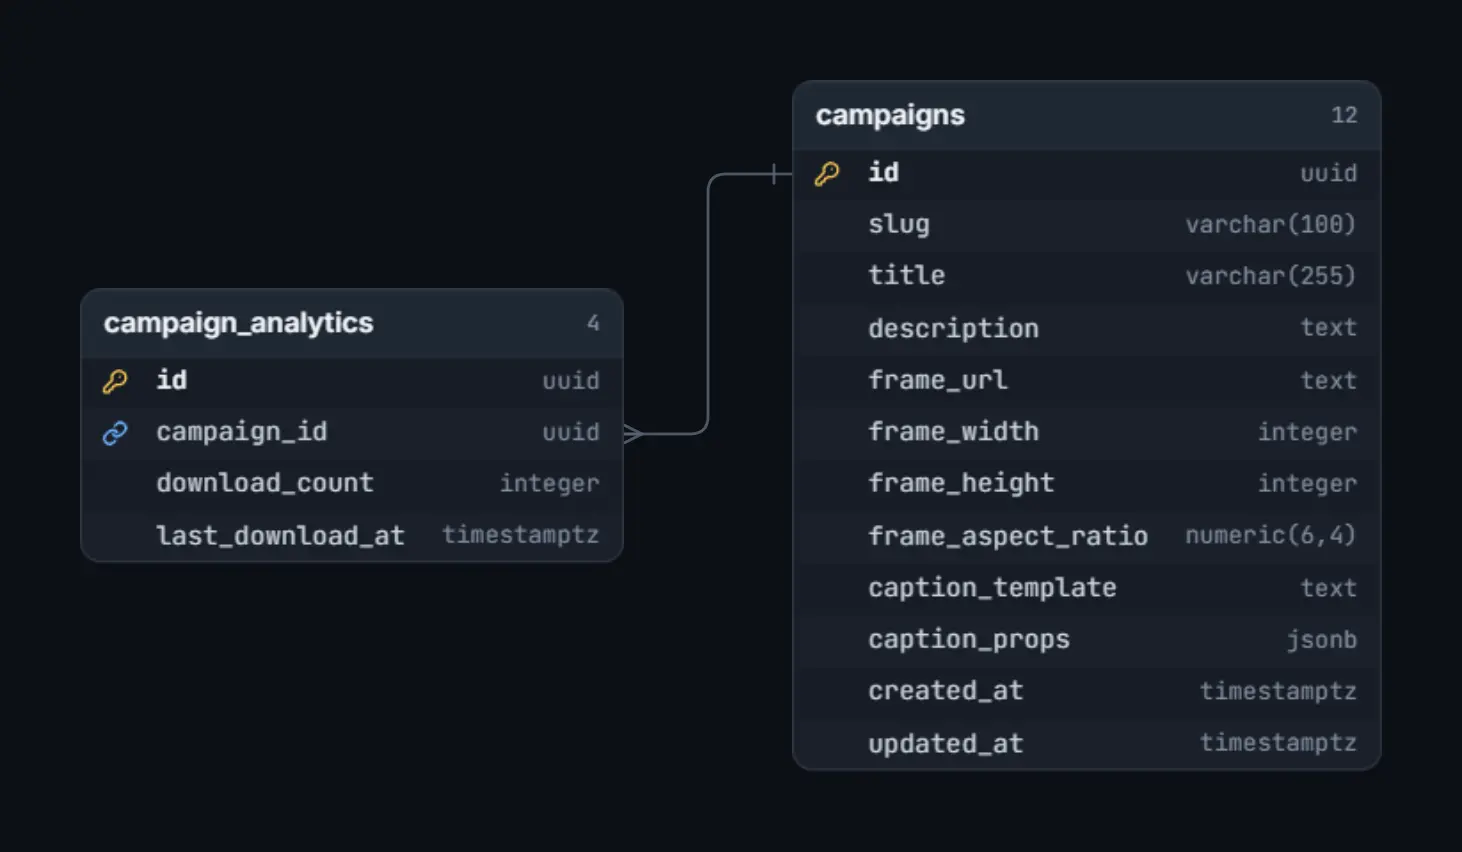 campaign_analytics 4
id uuid
campaign_id uuid
download_count integer
last_download_at timestamptz
campaigns 12
id uuid
slug varchar(100)
title varchar(255)
description text
frame_url text
frame_width integer
frame_height integer
frame_aspect_ratio numeric(6,4)
caption_template text
caption_props jsonb
created_at timestamptz
updated_at timestamptz